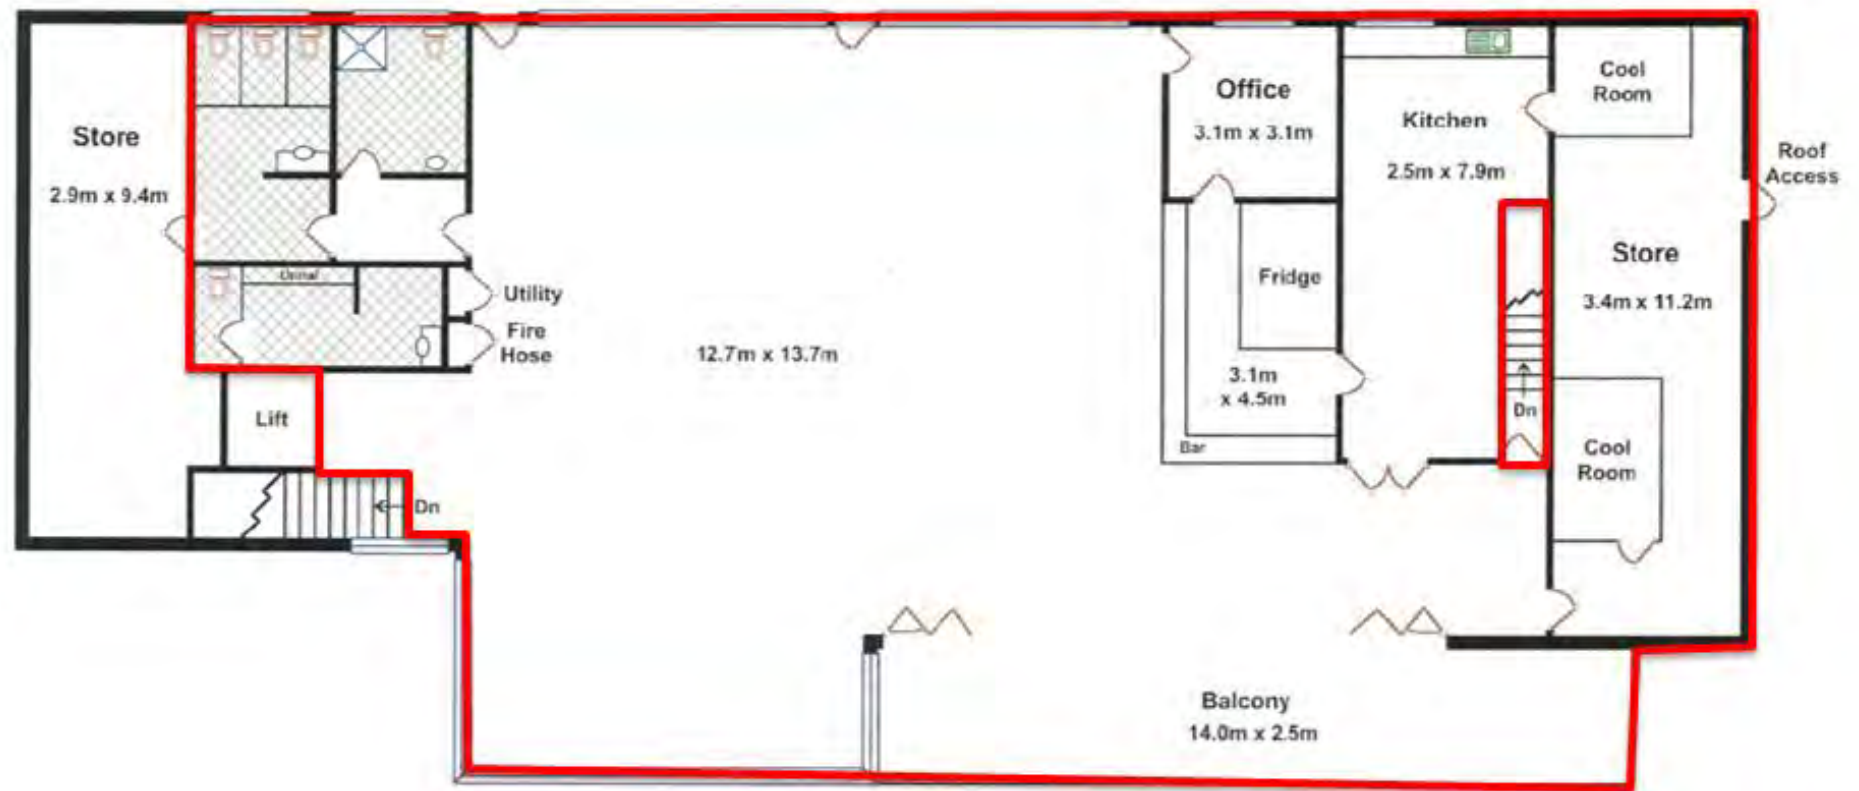 Store
2.9m x 9.4m
Urinal
Utility
Fire
Hose
Lift
Dn
12.7m x 13.7m
Office
3.1m x 3.1m
Fridge
3.1m
x 4.5m
Bar
Kitchen
2.5m x 7.9m
Dn
Cool
Room
Store
3.4m x 11.2m
Cool
Room
Roof
Access
Balcony
14.0m x 2.5m